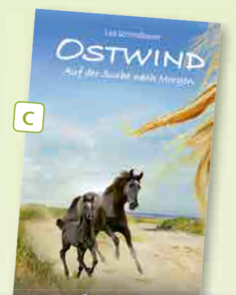 Lea Schmidbauer
OSTWIND
Auf der Suche nach Morgen
C